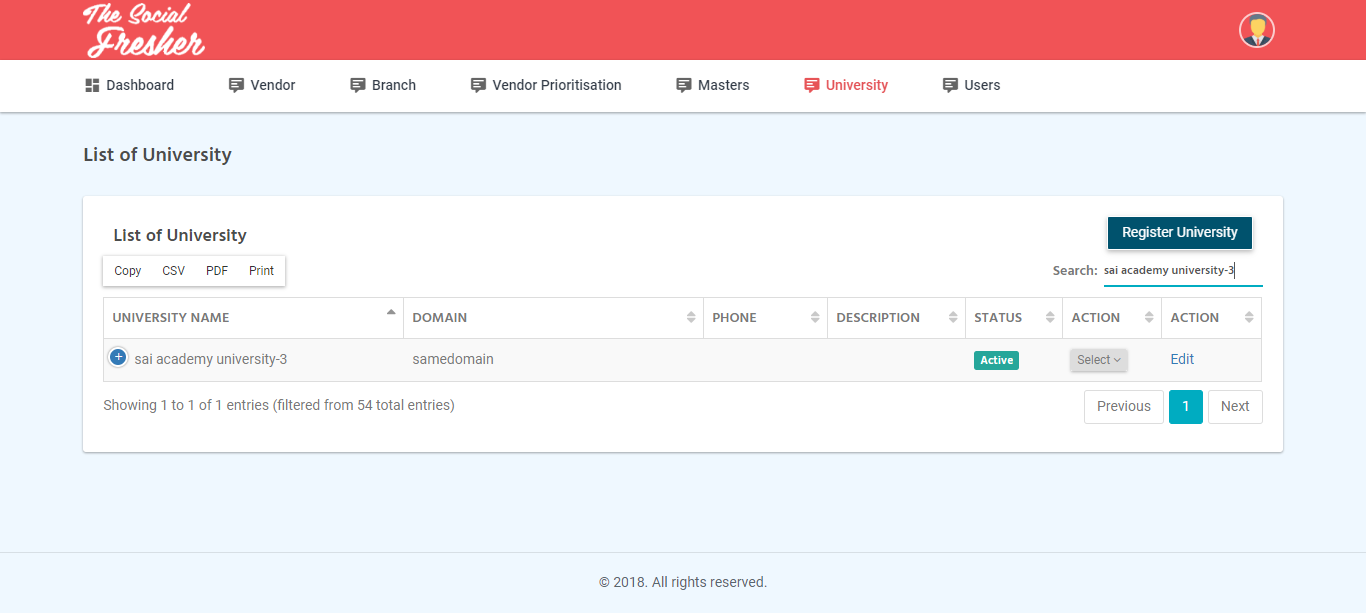 The Social
Fresher
Dashboard Vendor Branch Vendor Prioritisation Masters University Users
List of University
List of University
Register University
Copy CSV PDF Print
Search: sai academy university-3
UNIVERSITY NAME DOMAIN PHONE DESCRIPTION STATUS ACTION ACTION
sai academy university-3 samedomain Active Select Edit
Showing 1 to 1 of 1 entries (filtered from 54 total entries)
Previous 1 Next
© 2018. All rights reserved.